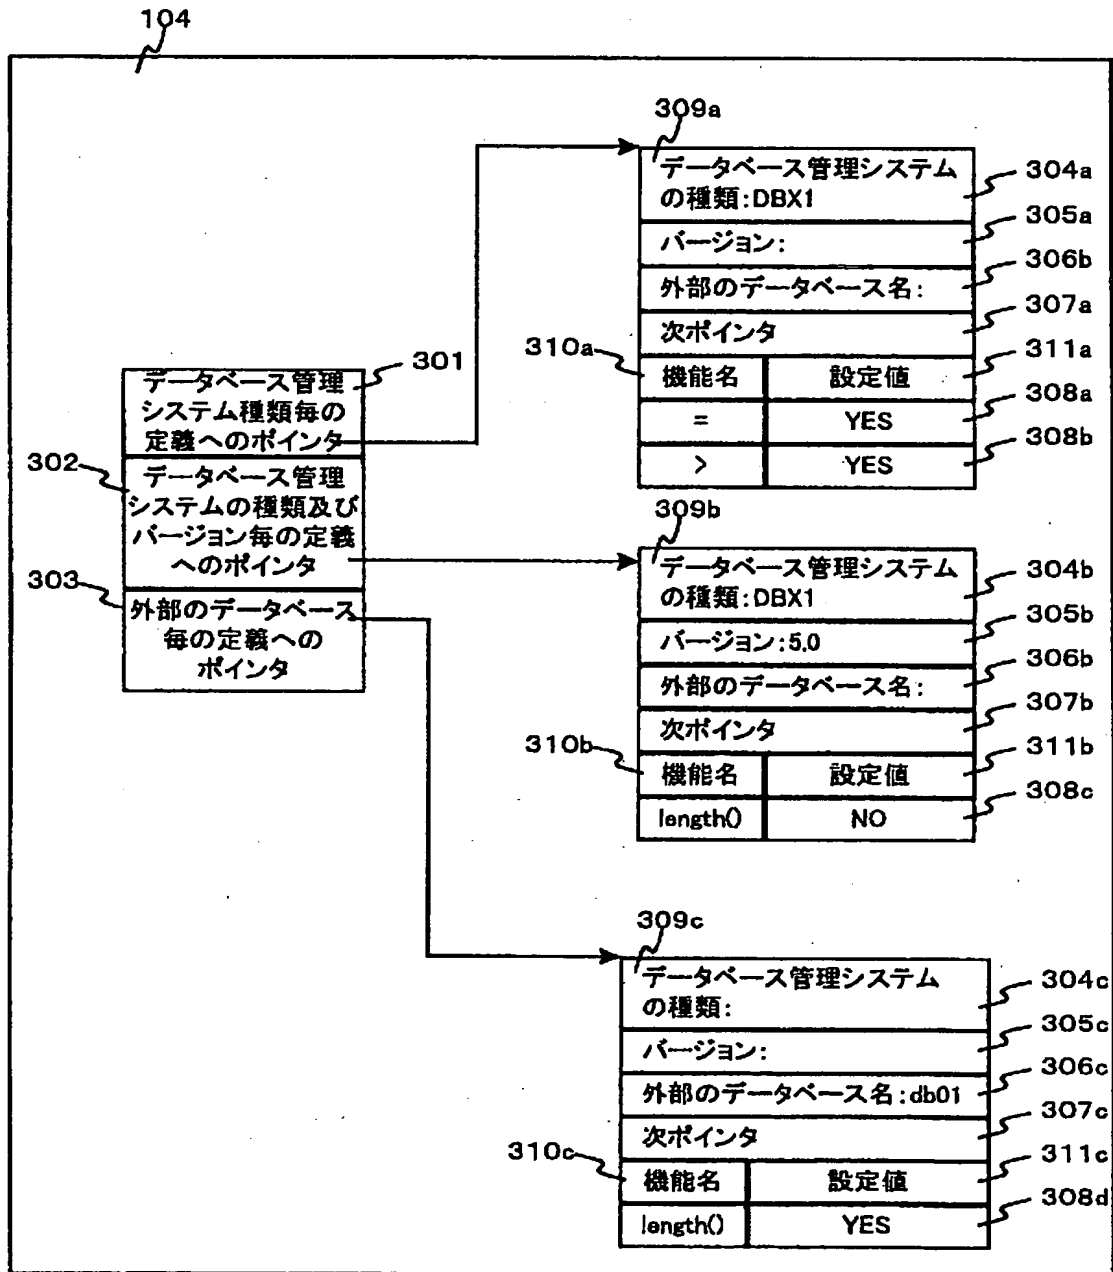 104
309a
データベース管理システム
の種類:DBX1
304a
バージョン:
305a
外部のデータベース名:
306b
次ポインタ
307a
310a
機能名
設定値
311a
=
YES
308a
>
YES
308b
301
データベース管理
システム種類毎の
定義へのポインタ
302
データベース管理
システムの種類及び
バージョン毎の定義
へのポインタ
303
外部のデータベース
毎の定義への
ポインタ
309b
データベース管理システム
の種類:DBX1
304b
バージョン:5.0
305b
外部のデータベース名:
306b
次ポインタ
307b
310b
機能名
設定値
311b
length()
NO
308c
309c
データベース管理システム
の種類:
304c
バージョン:
305c
外部のデータベース名:db01
306c
次ポインタ
307c
310c
機能名
設定値
311c
length()
YES
308d